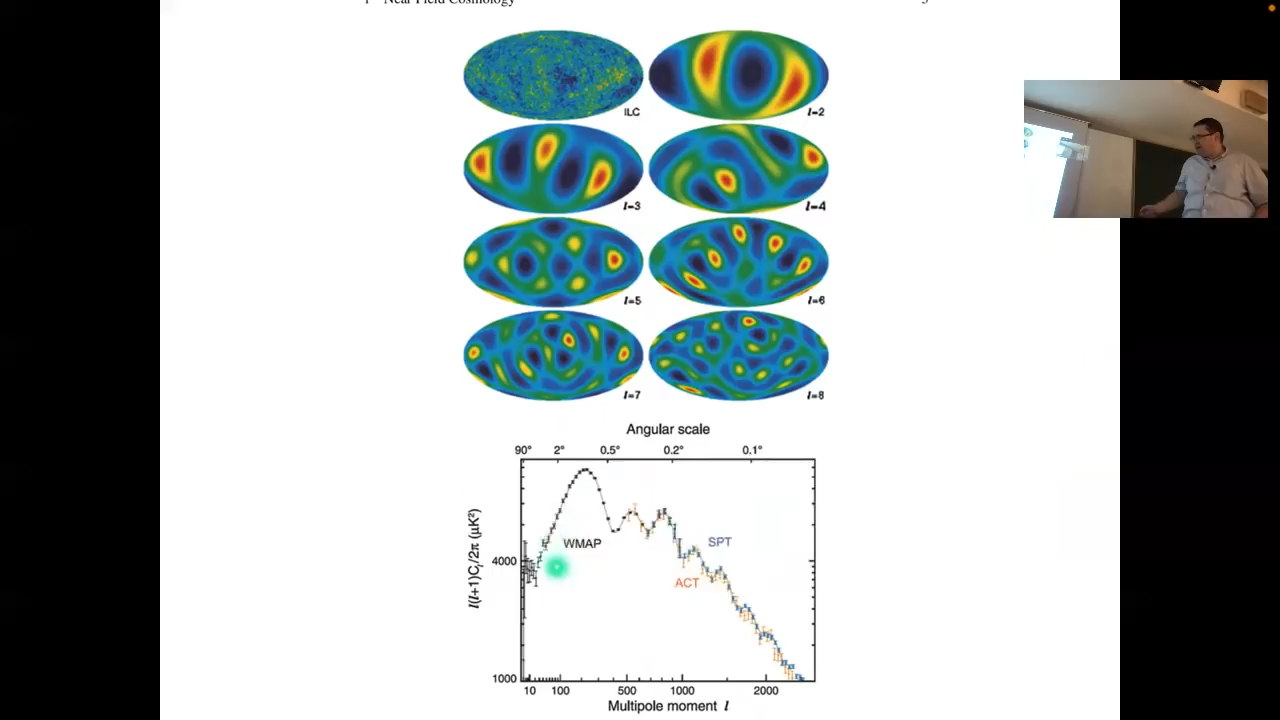 1 Near Field Cosmology
ILC
l=2
l=3
l=4
l=5
l=6
l=7
l=8
Angular scale
90° 2° 0.5° 0.2° 0.1°
l(l+1)Cl/2π (μK²)
4000
1000
WMAP
SPT
ACT
10 100 500 1000 2000
Multipole moment l